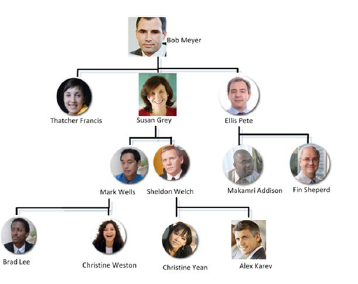 Bob Meyer
Thatcher Francis
Susan Grey
Ellis Pete
Mark Wells
Sheldon Welch
Makamri Addison
Fin Sheperd
Brad Lee
Christine Weston
Christine Yean
Alex Karev